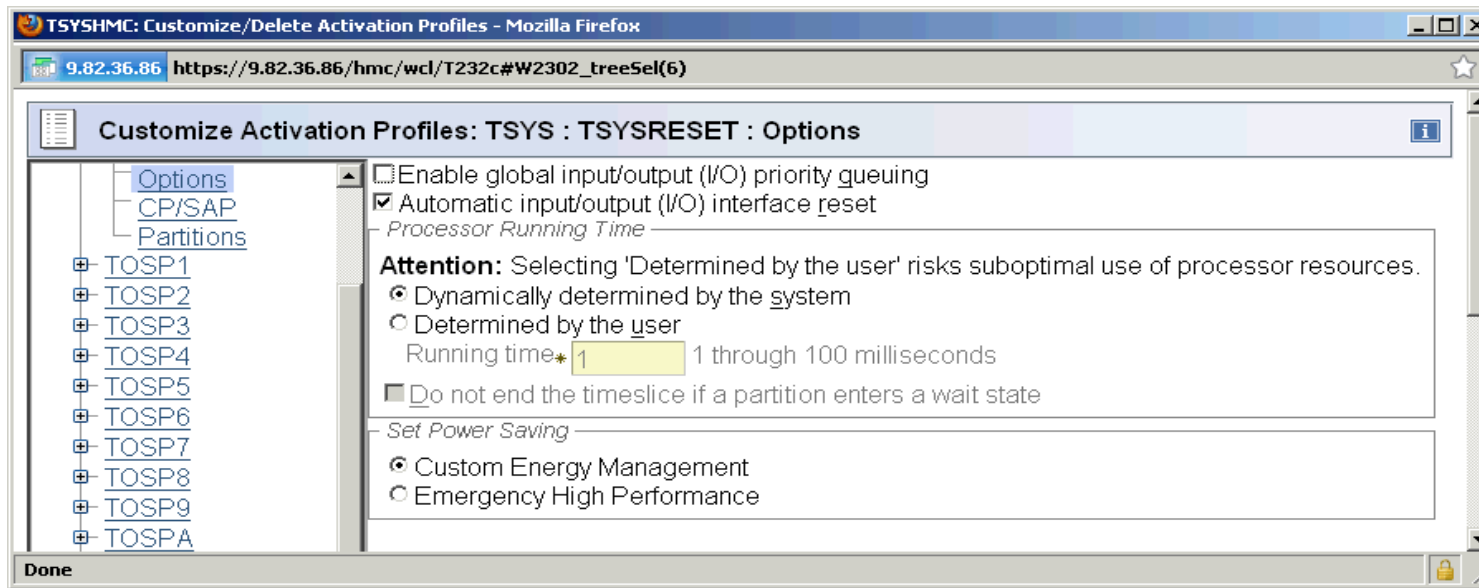 TSYSHMC: Customize/Delete Activation Profiles - Mozilla Firefox
9.82.36.86 https://9.82.36.86/hmc/wcl/T232c#W2302_treeSel(6)
Customize Activation Profiles: TSYS : TSYSRESET : Options
i
Options
CP/SAP
Partitions
TOSP1
TOSP2
TOSP3
TOSP4
TOSP5
TOSP6
TOSP7
TOSP8
TOSP9
TOSPA
Enable global input/output (I/O) priority queuing
Automatic input/output (I/O) interface reset
Processor Running Time
Attention: Selecting 'Determined by the user' risks suboptimal use of processor resources.
Dynamically determined by the system
Determined by the user
Running time* 1 1 through 100 milliseconds
Do not end the timeslice if a partition enters a wait state
Set Power Saving
Custom Energy Management
Emergency High Performance
Done